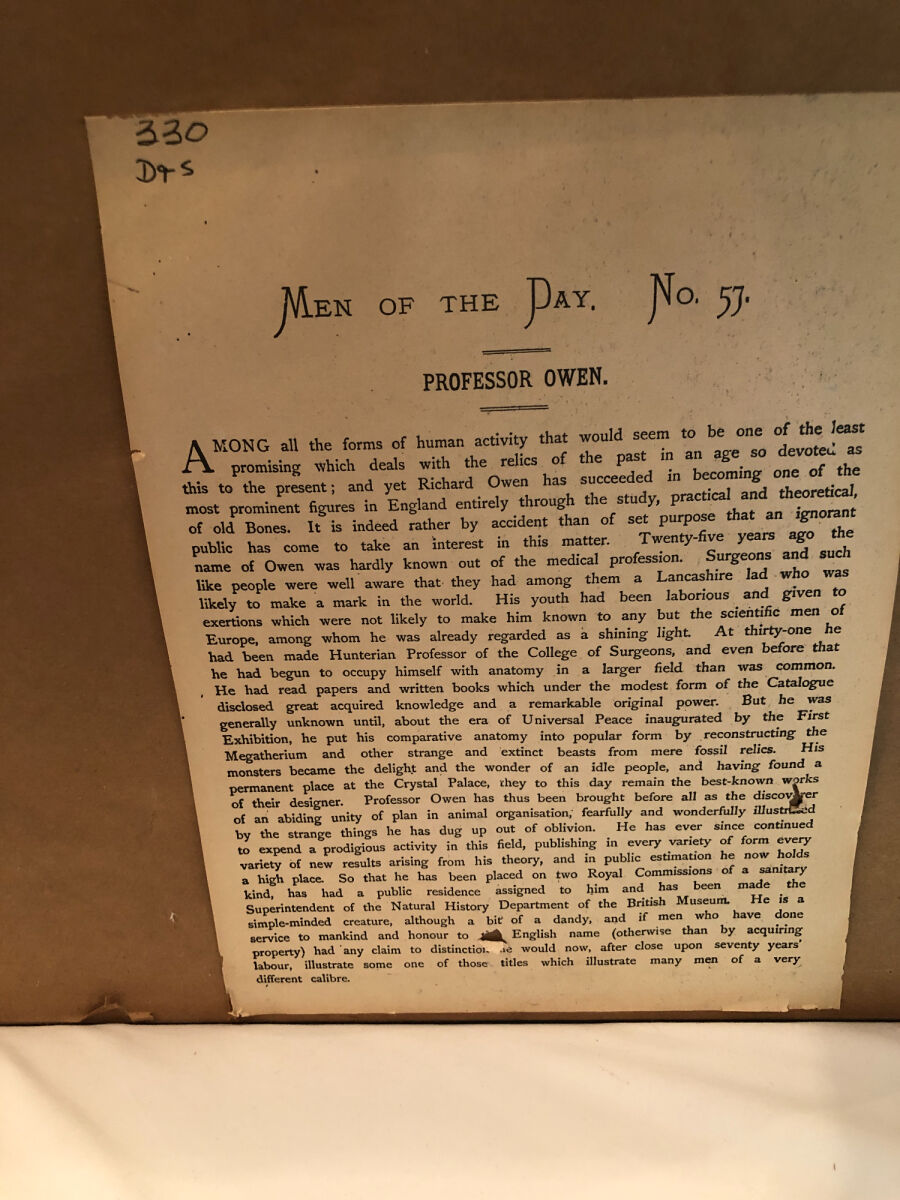 330
D+S
MEN OF THE DAY. No. 57.
PROFESSOR OWEN.
AMONG all the forms of human activity that would seem to be one of the least
promising which deals with the relics of the past in an age so devoted as
this to the present; and yet Richard Owen has succeeded in becoming one of the
most prominent figures in England entirely through the study, practical and theoretical,
of old Bones. It is indeed rather by accident than of set purpose that an ignorant
public has come to take an interest in this matter. Twenty-five years ago the
name of Owen was hardly known out of the medical profession. Surgeons and such
like people were well aware that they had among them a Lancashire lad who was
likely to make a mark in the world. His youth had been laborious and given to
exertions which were not likely to make him known to any but the scientific men of
Europe, among whom he was already regarded as a shining light. At thirty-one he
had been made Hunterian Professor of the College of Surgeons, and even before that
he had begun to occupy himself with anatomy in a larger field than was common.
He had read papers and written books which under the modest form of the Catalogue
disclosed great acquired knowledge and a remarkable original power. But he was
generally unknown until, about the era of Universal Peace inaugurated by the First
Exhibition, he put his comparative anatomy into popular form by reconstructing the
Megatherium and other strange and extinct beasts from mere fossil relics. His
monsters became the delight and the wonder of an idle people, and having found a
permanent place at the Crystal Palace, they to this day remain the best-known works
of their designer. Professor Owen has thus been brought before all as the discoverer
of an abiding unity of plan in animal organisation, fearfully and wonderfully illustrated
by the strange things he has dug up out of oblivion. He has ever since continued
to expend a prodigious activity in this field, publishing in every variety of form every
variety of new results arising from his theory, and in public estimation he now holds
a high place. So that he has been placed on two Royal Commissions of a sanitary
kind, has had a public residence assigned to him and has been made the
Superintendent of the Natural History Department of the British Museum. He is a
simple-minded creature, although a bit of a dandy, and if men who have done
service to mankind and honour to English name (otherwise than by acquiring
property) had any claim to distinction he would now, after close upon seventy years'
labour, illustrate some one of those titles which illustrate many men of a very
different calibre.